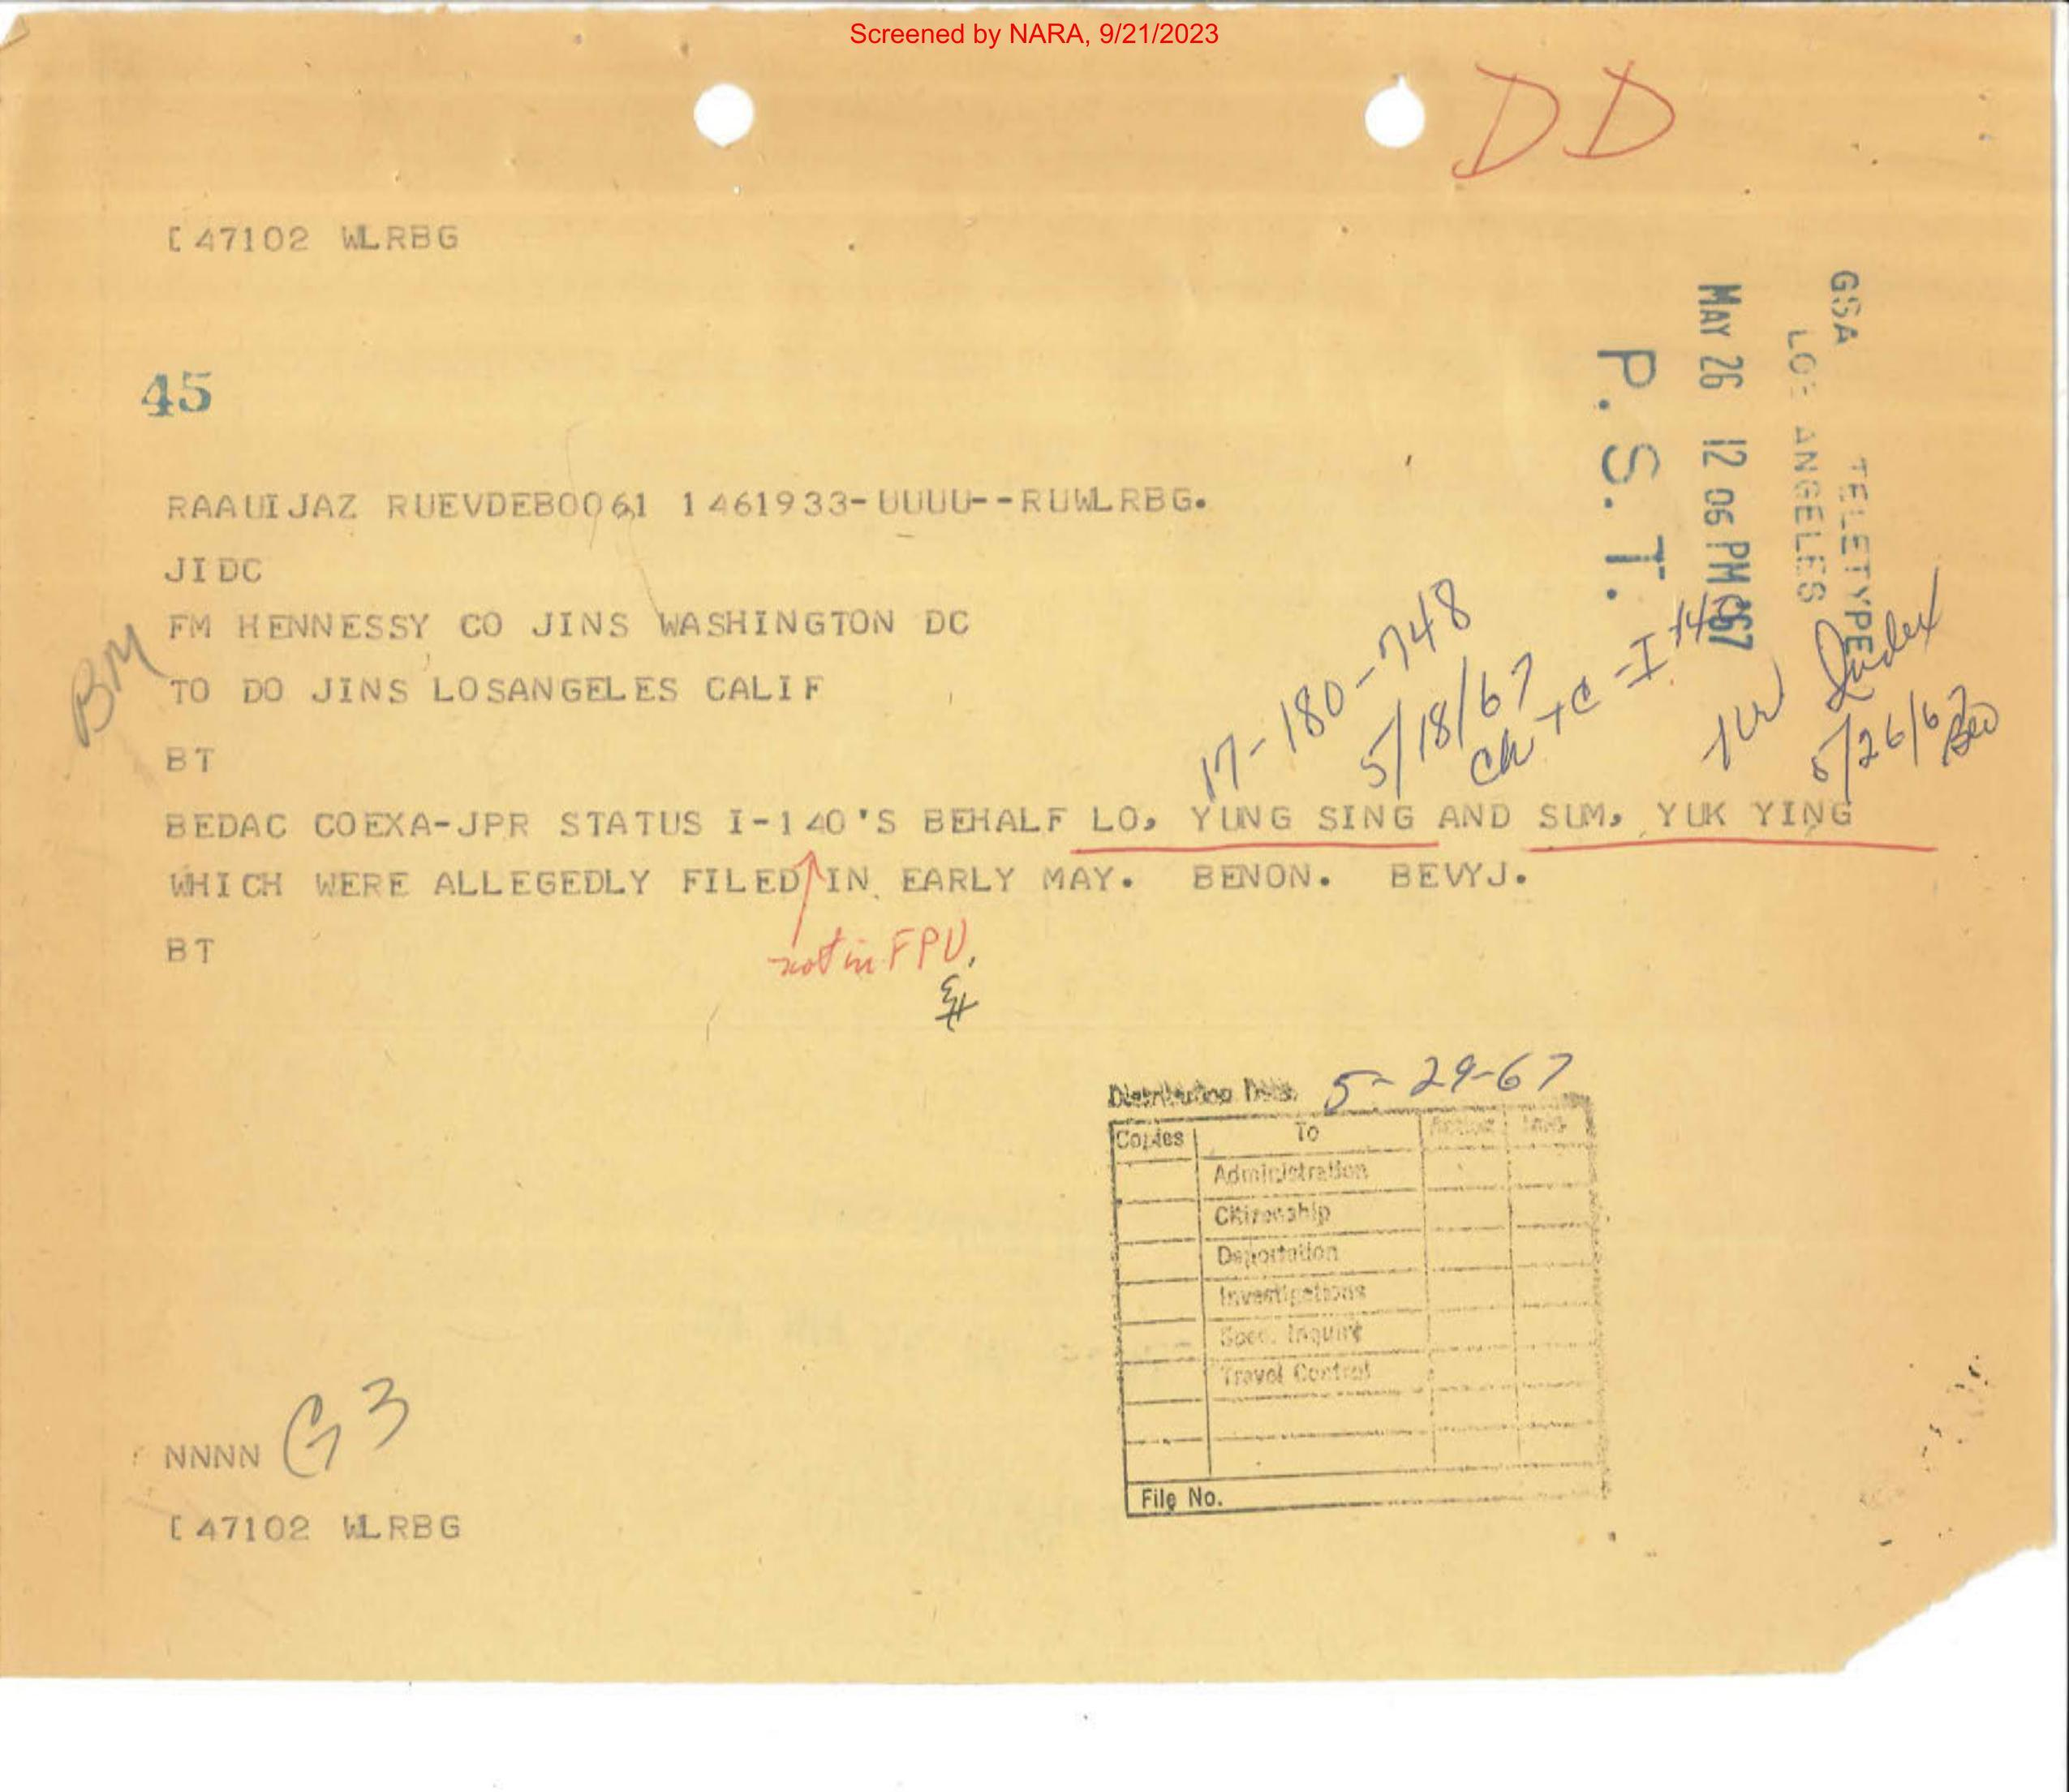 Screened by NARA, 9/21/2023
DD
[47102 WLRBG
GSA TELETYPE
LOS ANGELES
MAY 26 12 06 PM '67
P.S.T.
45
RAAUIJAZ RUEVDEB0061 1461933-UUUU--RUWLRBG.
JIDC
FM HENNESSY CO JINS WASHINGTON DC
BM
TO DO JINS LOSANGELES CALIF
BT
17-180-748
5/18/67
Index
5/26/67
BEDAC COEXA-JPR STATUS I-140'S BEHALF LO, YUNG SING AND SUM, YUK YING
WHICH WERE ALLEGEDLY FILED IN EARLY MAY. BENON. BEVYJ.
BT
not in FPU.
Distribution Date 5-29-67
Copies To Action Info
Administration
Citizenship
Deportation
Investigations
Spec. Inquire
Travel Control
File No.
NNNN G3
[47102 WLRBG